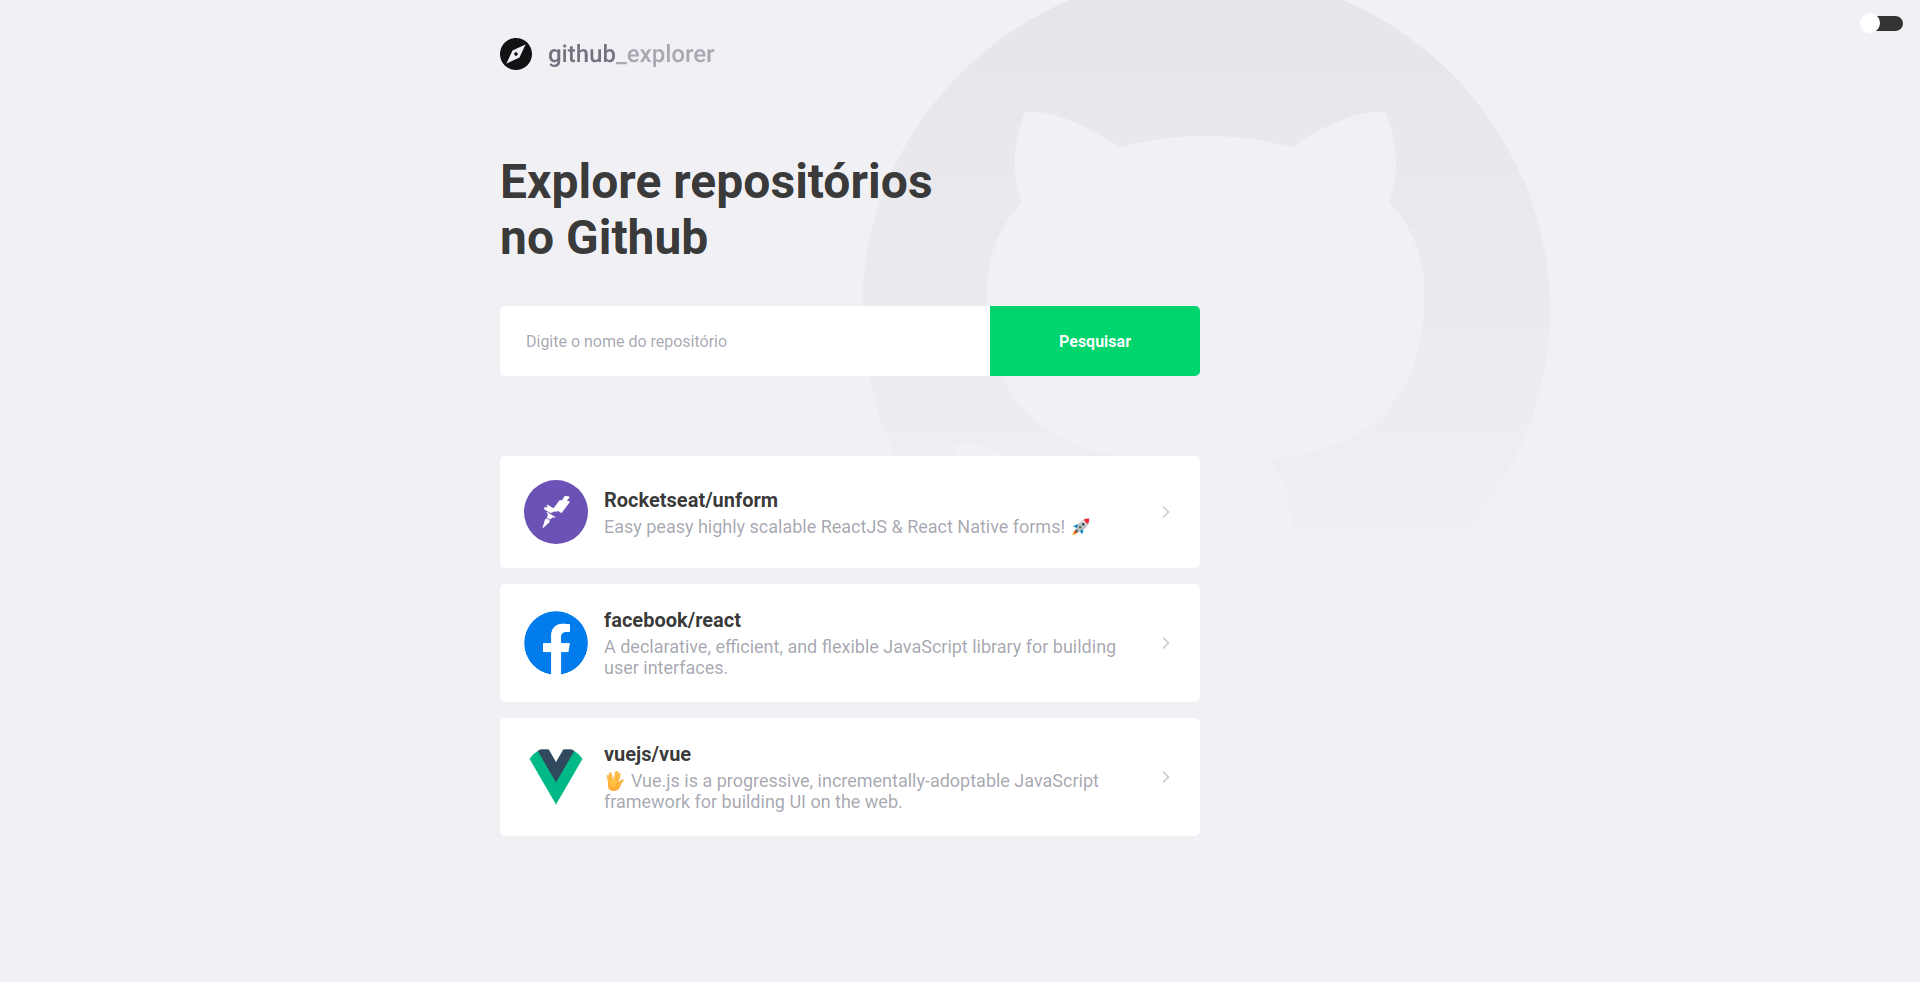 github_explorer
Explore repositórios
no Github
Digite o nome do repositório
Pesquisar
Rocketseat/unform
Easy peasy highly scalable ReactJS & React Native forms! 🚀
facebook/react
A declarative, efficient, and flexible JavaScript library for building
user interfaces.
vuejs/vue
🖖 Vue.js is a progressive, incrementally-adoptable JavaScript
framework for building UI on the web.